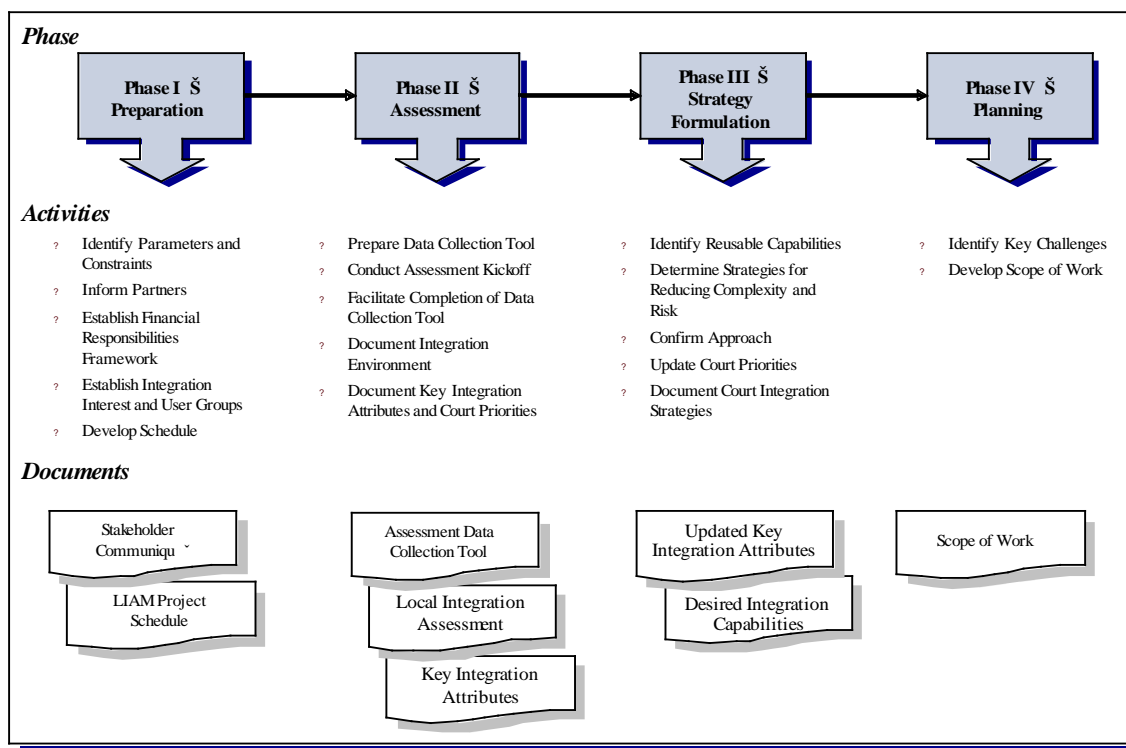 Phase
Phase I Š
Preparation
Phase II Š
Assessment
Phase III Š
Strategy
Formulation
Phase IV Š
Planning
Activities
? Identify Parameters and
Constraints
? Inform Partners
? Establish Financial
Responsibilities
Framework
? Establish Integration
Interest and User Groups
? Develop Schedule
? Prepare Data Collection Tool
? Conduct Assessment Kickoff
? Facilitate Completion of Data
Collection Tool
? Document Integration
Environment
? Document Key Integration
Attributes and Court Priorities
? Identify Reusable Capabilities
? Determine Strategies for
Reducing Complexity and
Risk
? Confirm Approach
? Update Court Priorities
? Document Court Integration
Strategies
? Identify Key Challenges
? Develop Scope of Work
Documents
Stakeholder
Communiqu ˇ
LIAM Project
Schedule
Assessment Data
Collection Tool
Local Integration
Assessment
Key Integration
Attributes
Updated Key
Integration Attributes
Desired Integration
Capabilities
Scope of Work